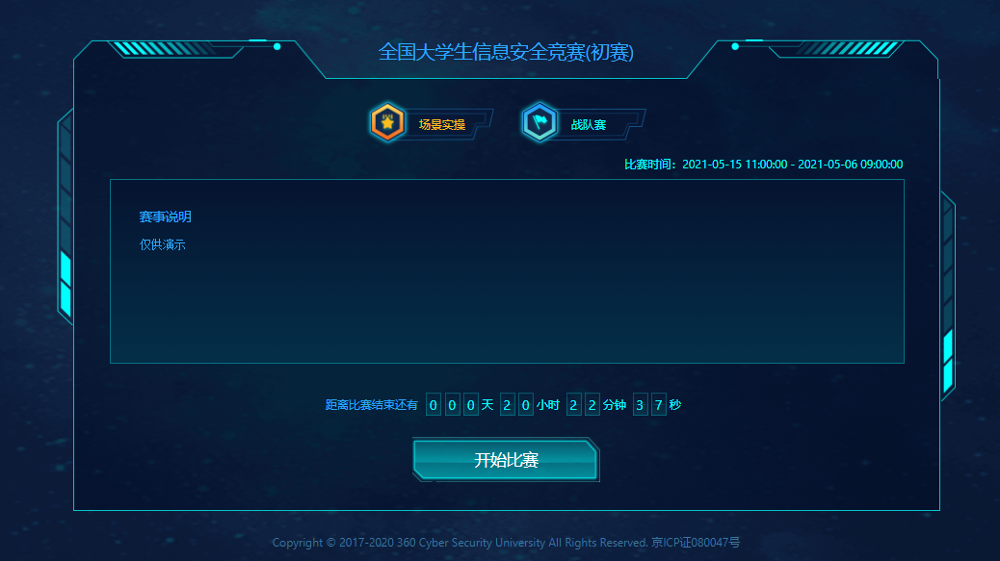 全国大学生信息安全竞赛(初赛)
场景实操 战队赛
比赛时间：2021-05-15 11:00:00 - 2021-05-06 09:00:00
赛事说明
仅供演示
距离比赛结束还有 0 0 0 天 2 0 小时 2 2 分钟 3 7 秒
开始比赛
Copyright © 2017-2020 360 Cyber Security University All Rights Reserved. 京ICP证080047号